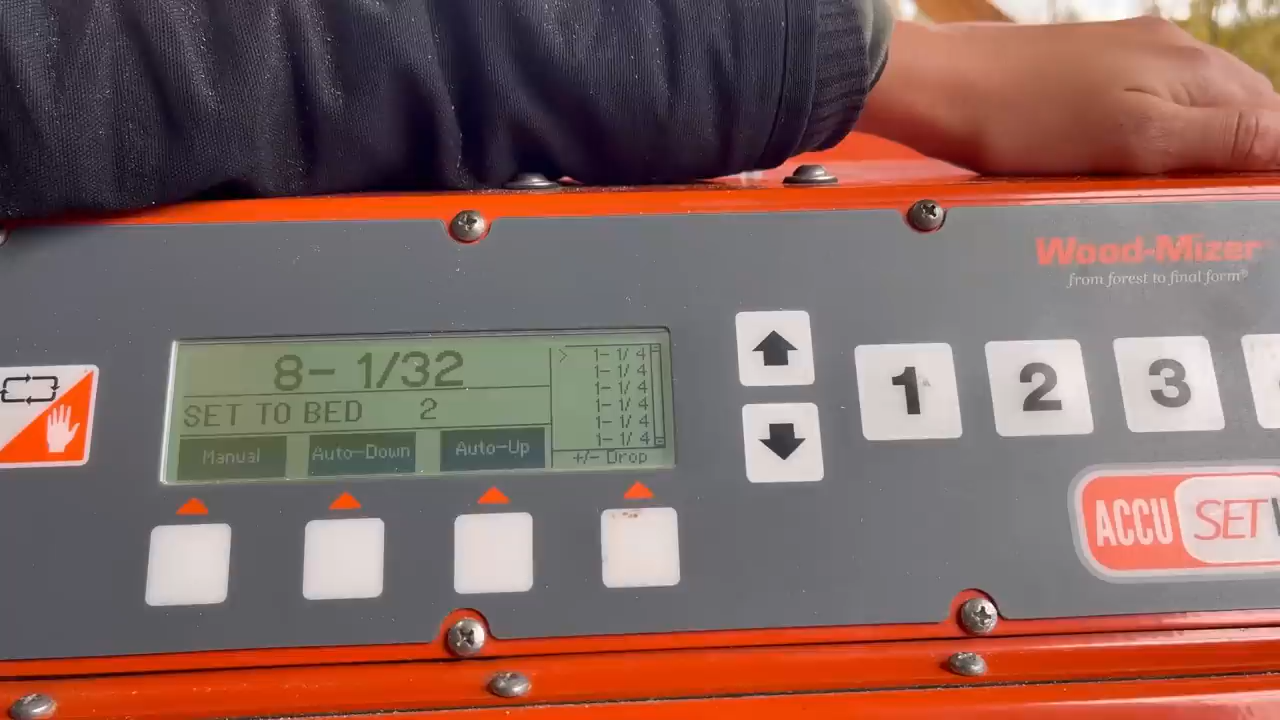 Wood-Mizer
from forest to final form®
8- 1/32
SET TO BED 2
Manual
Auto-Down
Auto-Up
> 1- 1/ 4
1- 1/ 4
1- 1/ 4
1- 1/ 4
1- 1/ 4
1- 1/ 4
+/- Drop
1
2
3
ACCU SET